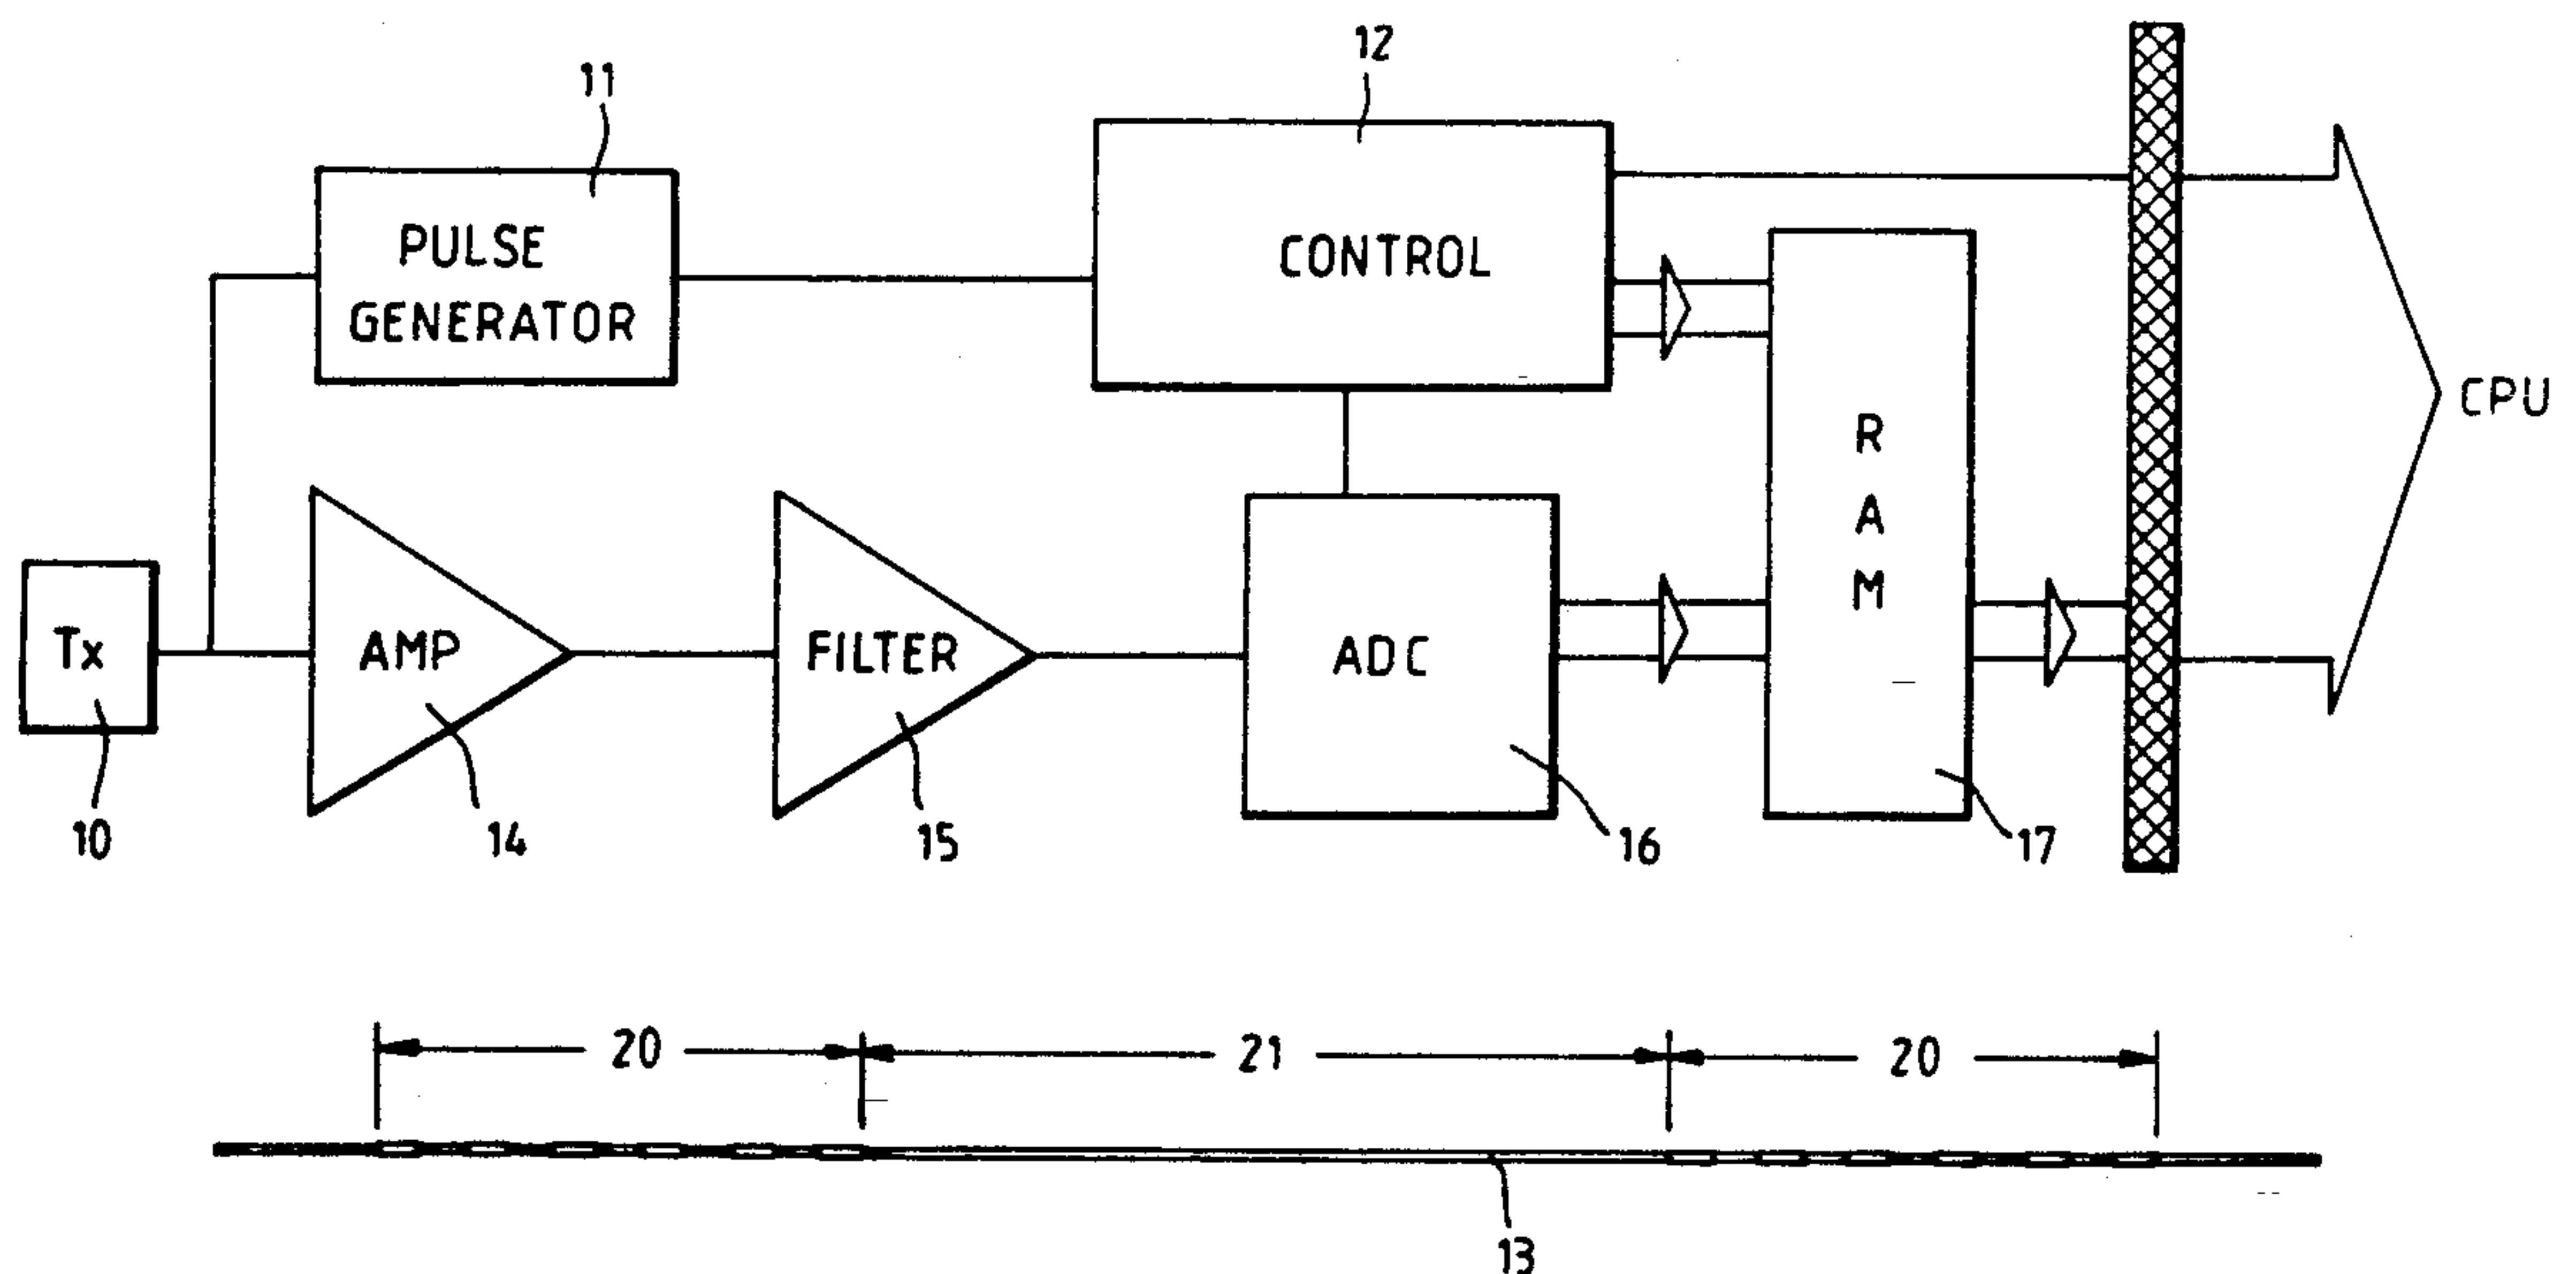 12
11
PULSE
GENERATOR
CONTROL
CPU
R
A
M
Tx
AMP
FILTER
ADC
10
14
15
16
17
20
21
20
13